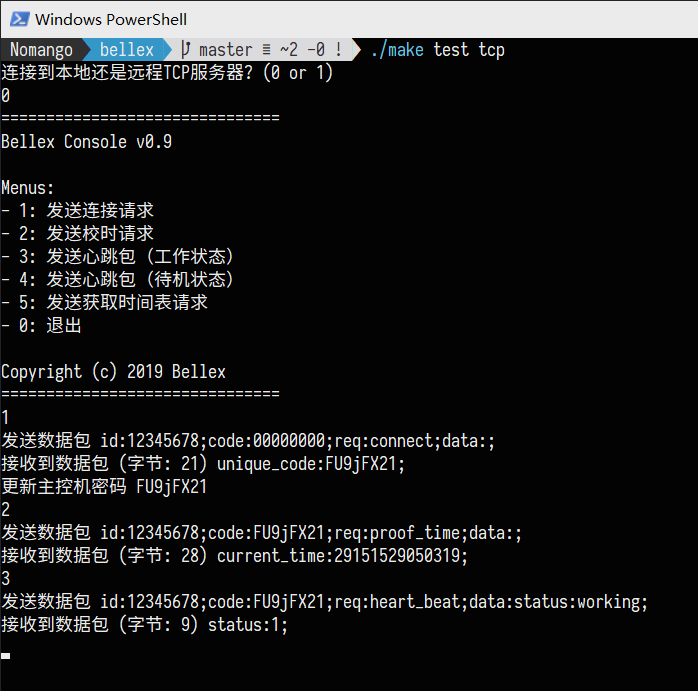 Windows PowerShell
Nomango bellex master ≡ ~2 -0 ! ./make test tcp
连接到本地还是远程TCP服务器? (0 or 1)
0
===============================
Bellex Console v0.9
Menus:
- 1: 发送连接请求
- 2: 发送校时请求
- 3: 发送心跳包（工作状态）
- 4: 发送心跳包（待机状态）
- 5: 发送获取时间表请求
- 0: 退出
Copyright (c) 2019 Bellex
===============================
1
发送数据包 id:12345678;code:00000000;req:connect;data:;
接收到数据包（字节: 21）unique_code:FU9jFX21;
更新主控机密码 FU9jFX21
2
发送数据包 id:12345678;code:FU9jFX21;req:proof_time;data:;
接收到数据包（字节: 28）current_time:29151529050319;
3
发送数据包 id:12345678;code:FU9jFX21;req:heart_beat;data:status:working;
接收到数据包（字节: 9）status:1;